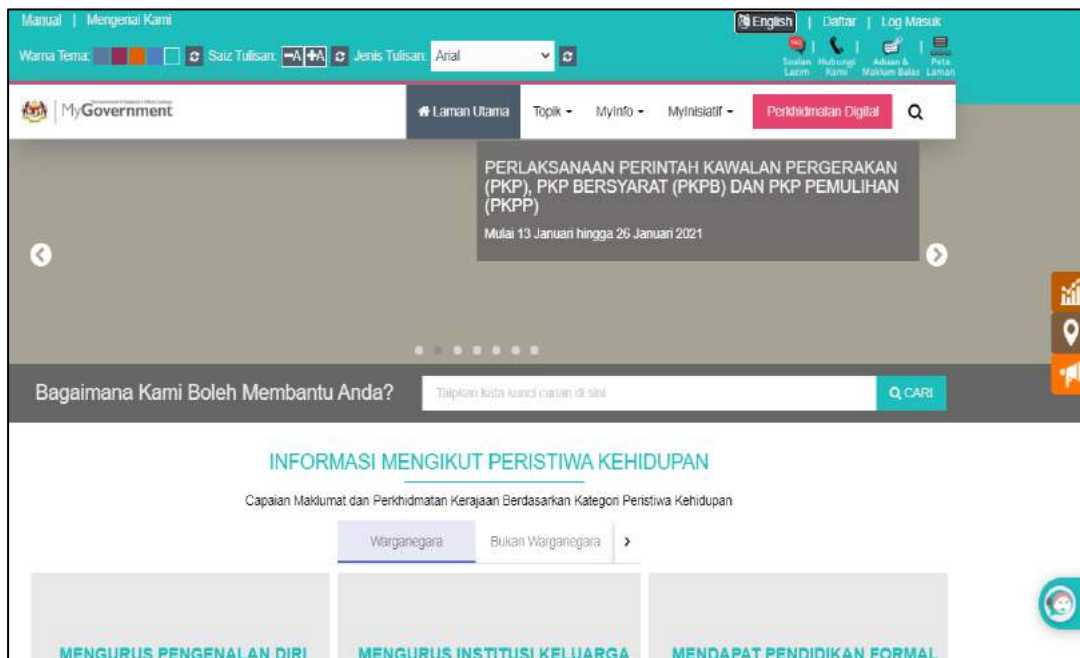 Manual | Mengenal Kami
English | Daftar | Log Masuk
Warna Tema: Saiz Tulisan: -A +A Jenis Tulisan: Arial
Soalan Lazim | Hubungi Kami | Aduan & Maklum Balas | Peta Laman
MyGovernment
Laman Utama Topik MyInfo MyInisiatif Perkhidmatan Digital
PERLAKSANAAN PERINTAH KAWALAN PERGERAKAN
(PKP), PKP BERSYARAT (PKPB) DAN PKP PEMULIHAN
(PKPP)
Mulai 13 Januari hingga 26 Januari 2021
Bagaimana Kami Boleh Membantu Anda? Taipkan kata kunci carian di sini CARI
INFORMASI MENGIKUT PERISTIWA KEHIDUPAN
Capaian Maklumat dan Perkhidmatan Kerajaan Berdasarkan Kategori Peristiwa Kehidupan
Warganegara Bukan Warganegara
MENGURUS PENGENALAN DIRI MENGURUS INSTITUSI KELUARGA MENDAPAT PENDIDIKAN FORMAL